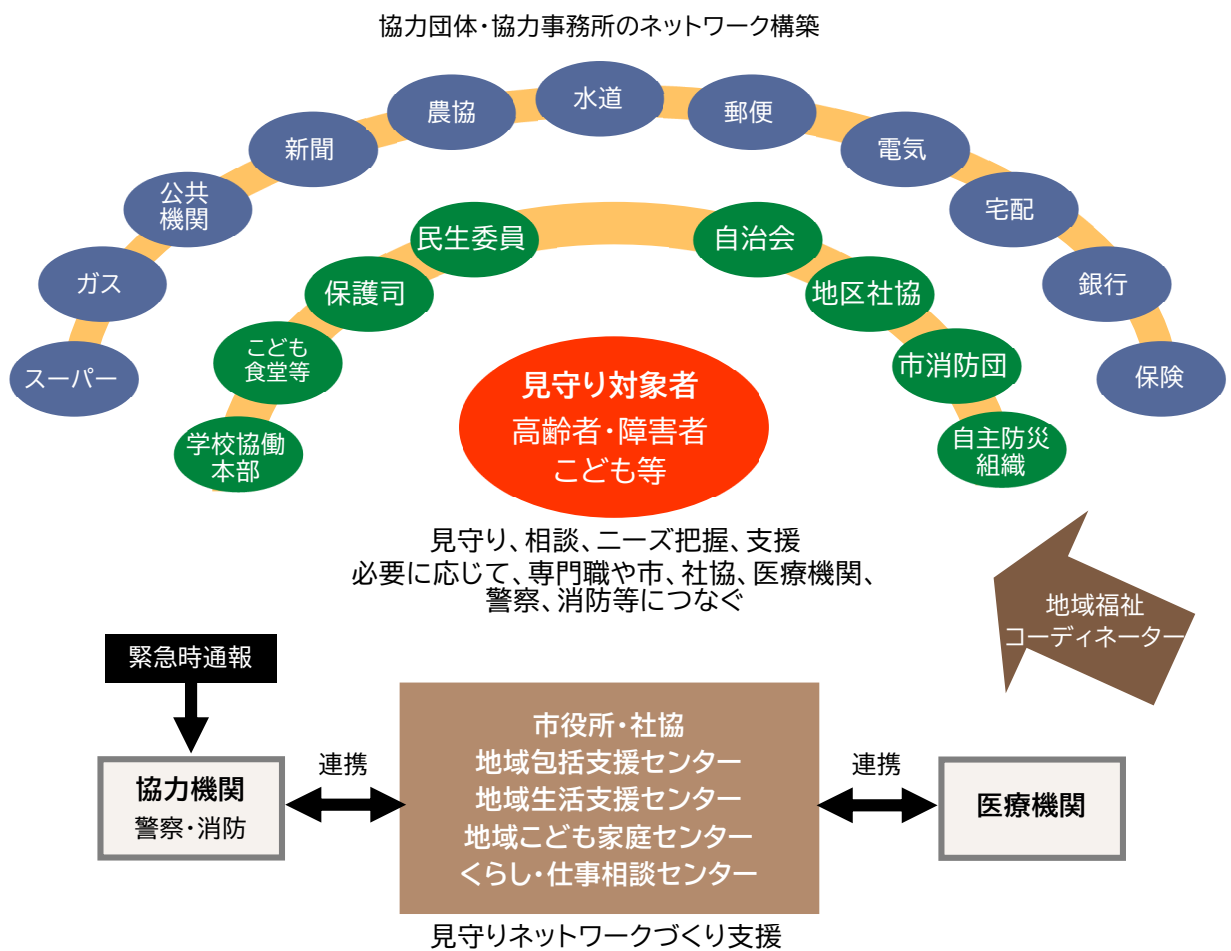 協力団体・協力事務所のネットワーク構築
水道
農協
郵便
新聞
電気
公共
機関
宅配
ガス
銀行
スーパー
保険
民生委員
自治会
保護司
地区社協
こども
食堂等
市消防団
学校協働
本部
自主防災
組織
見守り対象者
高齢者・障害者
こども等
見守り、相談、ニーズ把握、支援
必要に応じて、専門職や市、社協、医療機関、
警察、消防等につなぐ
地域福祉
コーディネーター
緊急時通報
協力機関
警察・消防
連携
市役所・社協
地域包括支援センター
地域生活支援センター
地域こども家庭センター
くらし・仕事相談センター
連携
医療機関
見守りネットワークづくり支援